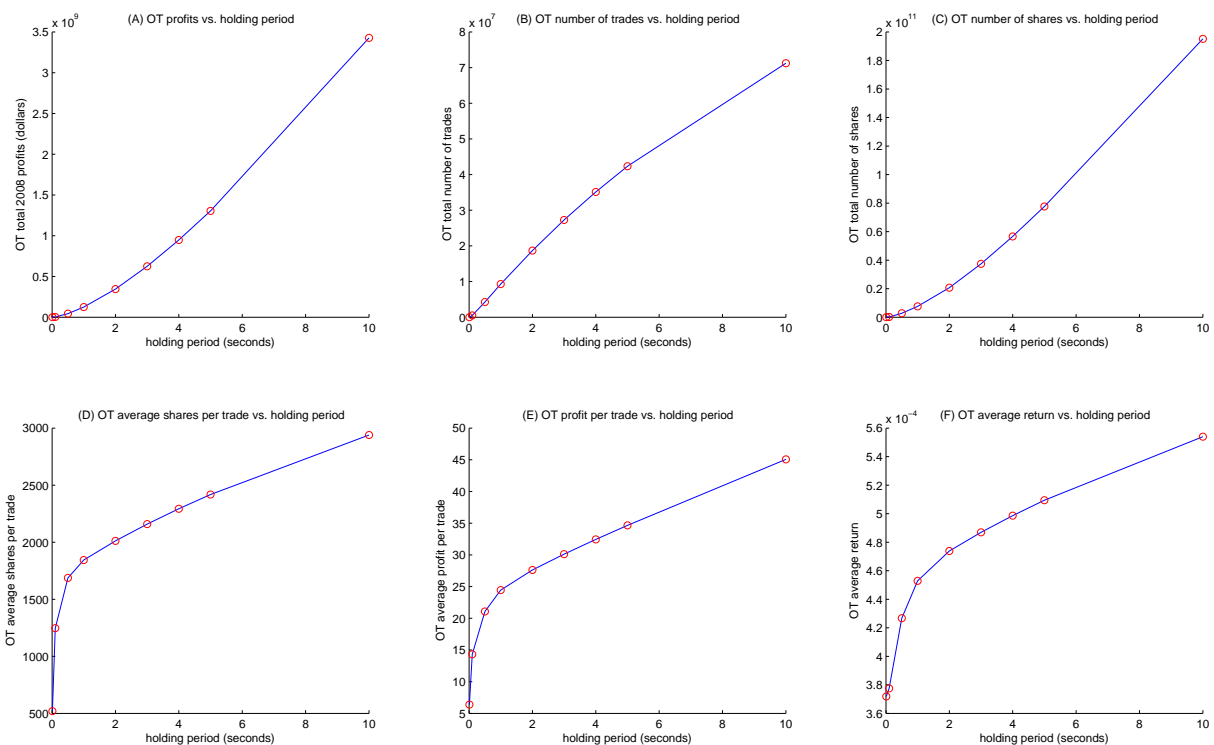 (A) OT profits vs. holding period
x 10⁹
3.5
3
2.5
2
1.5
1
0.5
0
OT total 2008 profits (dollars)
0 2 4 6 8 10
holding period (seconds)
(B) OT number of trades vs. holding period
x 10⁷
8
7
6
5
4
3
2
1
0
OT total number of trades
0 2 4 6 8 10
holding period (seconds)
(C) OT number of shares vs. holding period
x 10¹¹
2
1.8
1.6
1.4
1.2
1
0.8
0.6
0.4
0.2
0
OT total number of shares
0 2 4 6 8 10
holding period (seconds)
(D) OT average shares per trade vs. holding period
3000
2500
2000
1500
1000
500
OT average shares per trade
0 2 4 6 8 10
holding period (seconds)
(E) OT profit per trade vs. holding period
50
45
40
35
30
25
20
15
10
5
OT average profit per trade
0 2 4 6 8 10
holding period (seconds)
(F) OT average return vs. holding period
x 10⁻⁴
5.6
5.4
5.2
5
4.8
4.6
4.4
4.2
4
3.8
3.6
OT average return
0 2 4 6 8 10
holding period (seconds)